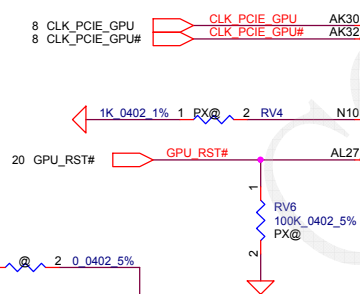 8 CLK_PCIE_GPU CLK_PCIE_GPU AK30
8 CLK_PCIE_GPU# CLK_PCIE_GPU# AK32
1K_0402_1% 1 PX@ 2 RV4 N10
20 GPU_RST# GPU_RST# AL27
1
RV6
100K_0402_5%
PX@
2
@ 2 0_0402_5%